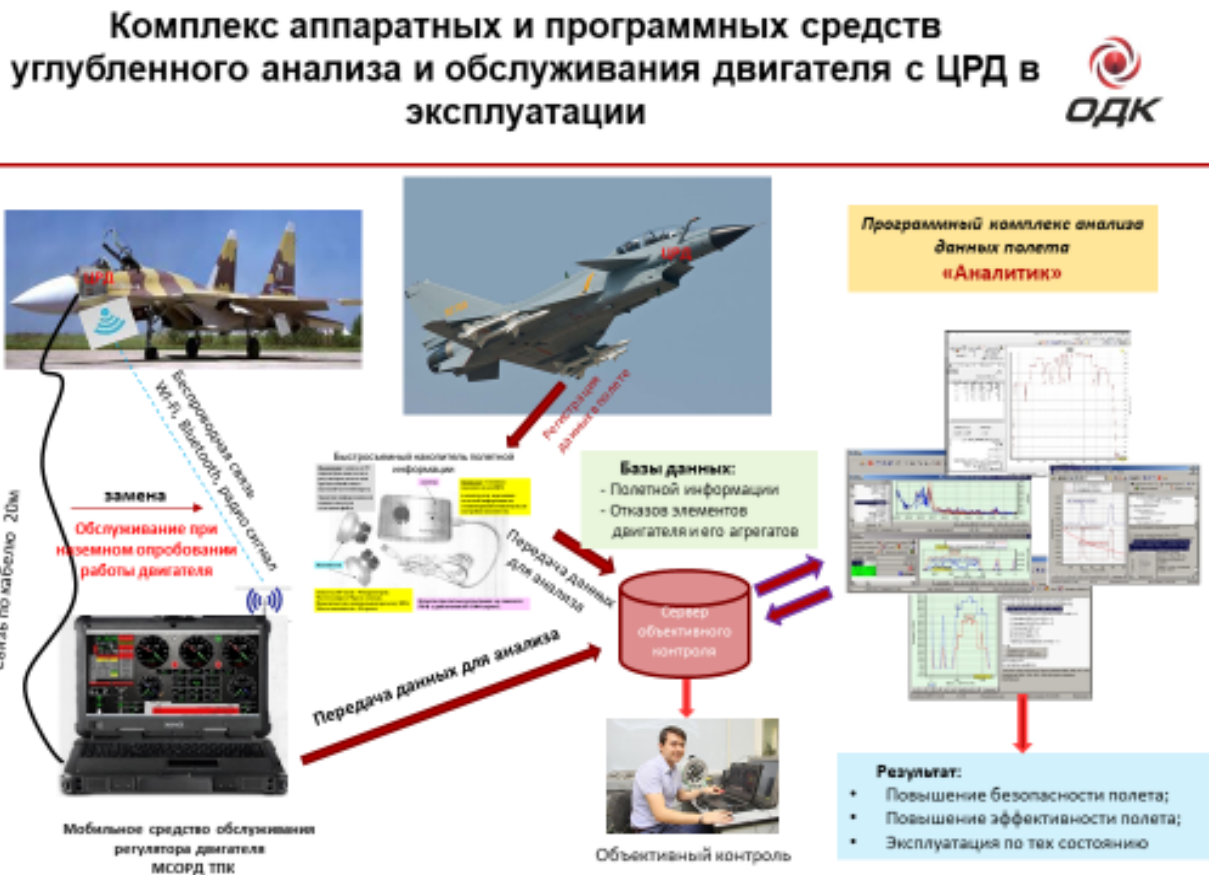 Комплекс аппаратных и программных средств
углубленного анализа и обслуживания двигателя с ЦРД в
эксплуатации
ОДК
ЦРД
ЦРД
Программный комплекс анализа
данных полета
«Аналитик»
Регистрация
данных в полете
Беспроводная связь
Wi-Fi, Bluetooth, радио сигнал
Быстросъемный накопитель полетной
информации
Базы данных:
- Полетной информации
- Отказов элементов
двигателя и его агрегатов
замена
Обслуживание при
наземном опробовании
работы двигателя
Связь по кабелю 20м
Передача данных
для анализа
Сервер
объективного
контроля
Передача данных для анализа
Мобильное средство обслуживания
регулятора двигателя
МСОРД ТПК
Объективный контроль
Результат:
• Повышение безопасности полета;
• Повышение эффективности полета;
• Эксплуатация по тех состоянию